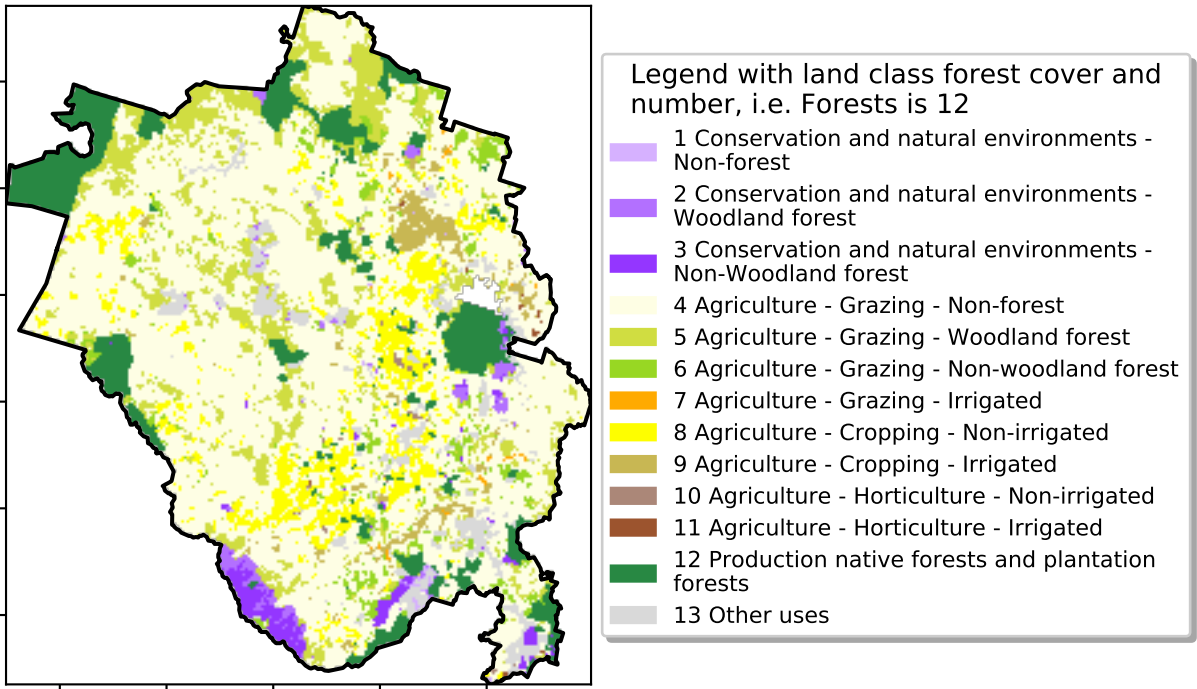 Legend with land class forest cover and
number, i.e. Forests is 12
1 Conservation and natural environments -
Non-forest
2 Conservation and natural environments -
Woodland forest
3 Conservation and natural environments -
Non-Woodland forest
4 Agriculture - Grazing - Non-forest
5 Agriculture - Grazing - Woodland forest
6 Agriculture - Grazing - Non-woodland forest
7 Agriculture - Grazing - Irrigated
8 Agriculture - Cropping - Non-irrigated
9 Agriculture - Cropping - Irrigated
10 Agriculture - Horticulture - Non-irrigated
11 Agriculture - Horticulture - Irrigated
12 Production native forests and plantation
forests
13 Other uses